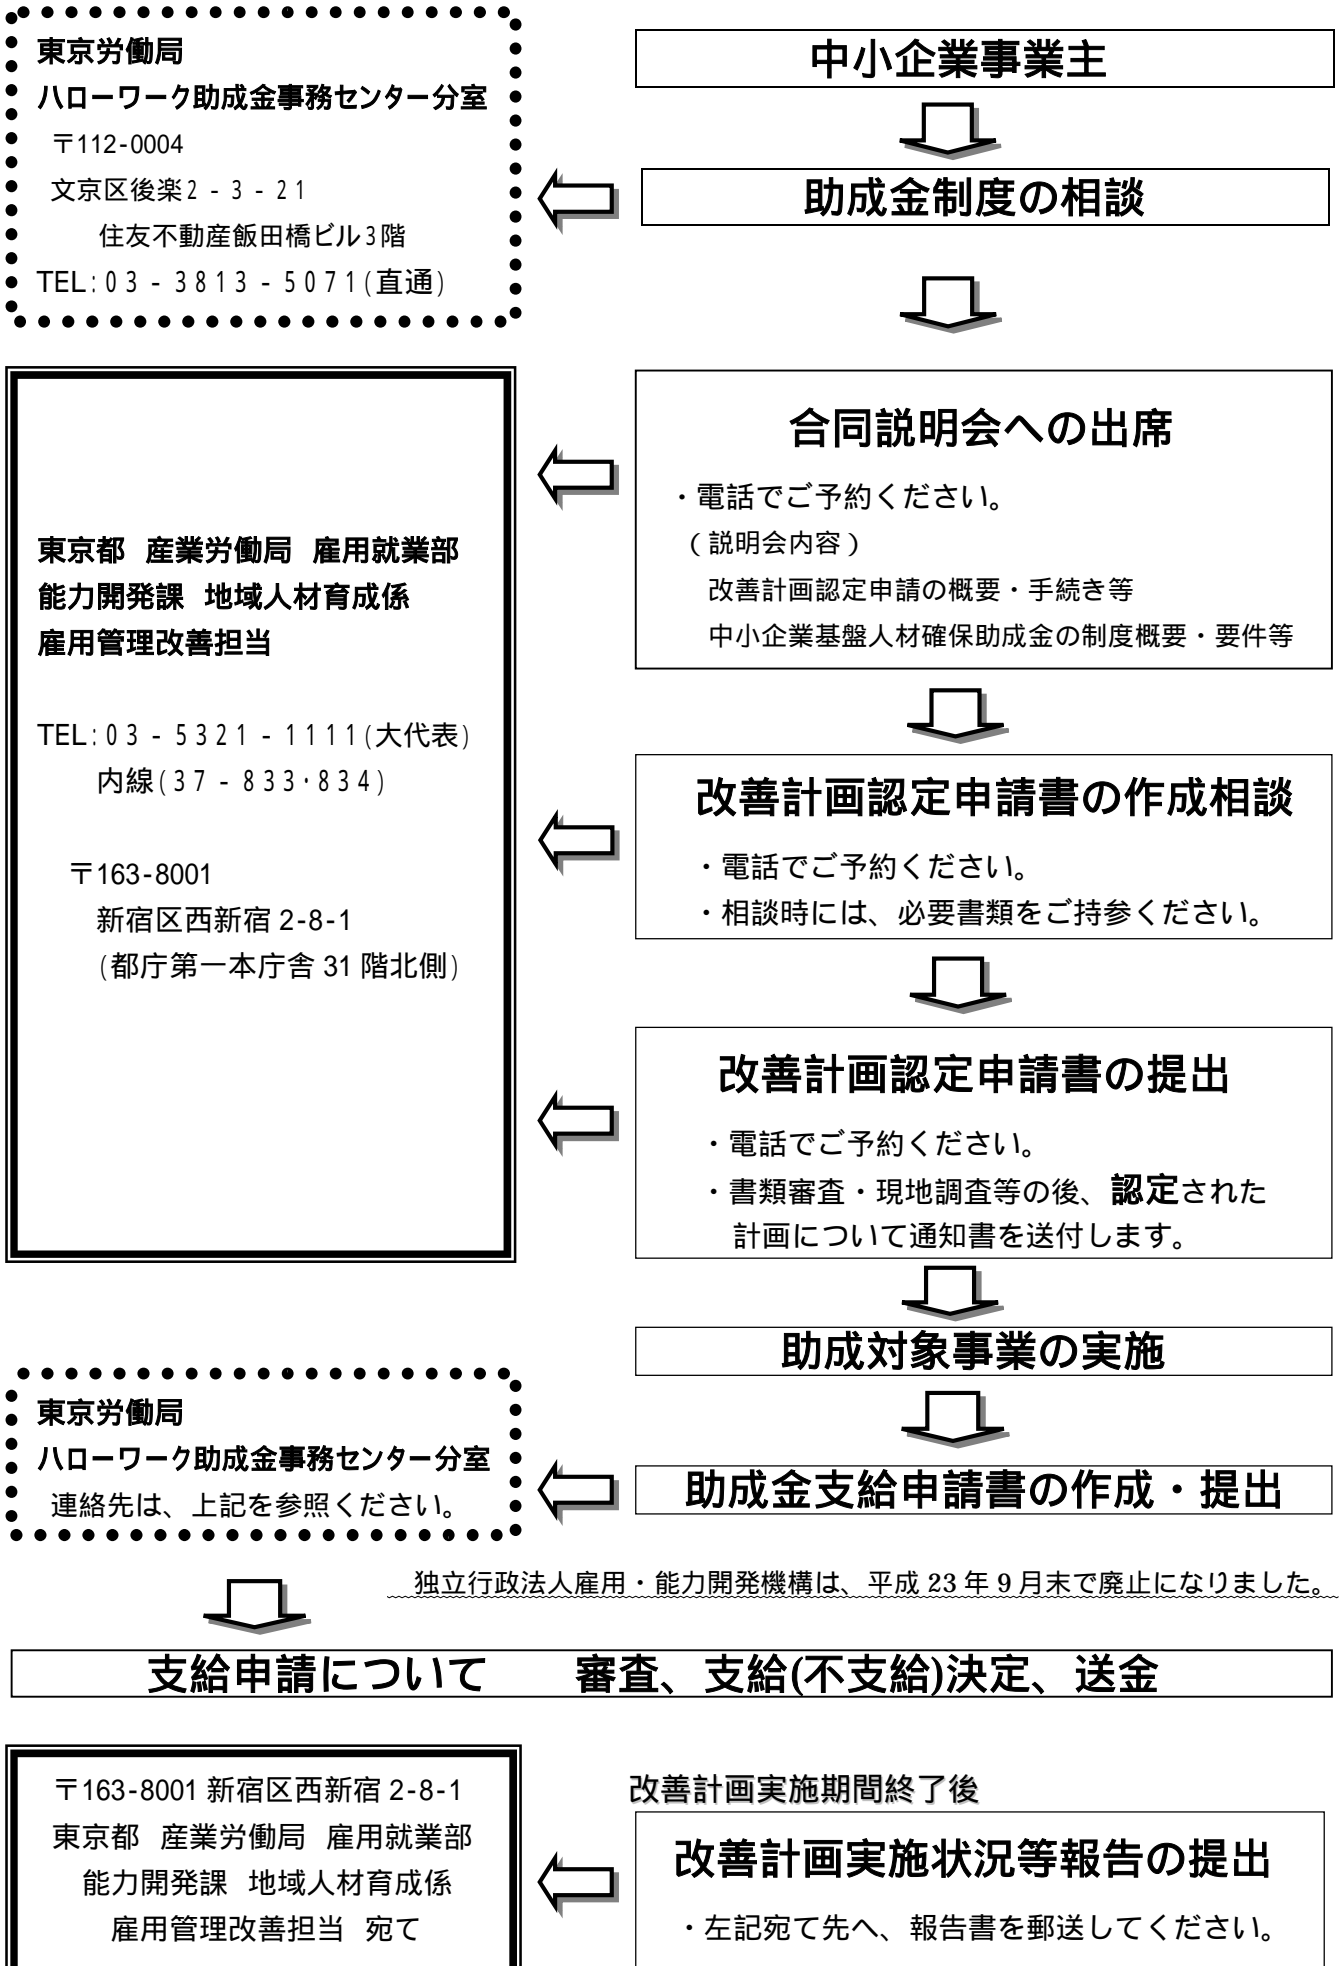 東京労働局
ハローワーク助成金事務センター分室
〒112-0004
文京区後楽2-3-21
住友不動産飯田橋ビル3階
TEL:03-3813-5071(直通)
中小企業事業主
助成金制度の相談
東京都 産業労働局 雇用就業部
能力開発課 地域人材育成係
雇用管理改善担当
TEL:03-5321-1111(大代表)
内線(37-833・834)
〒163-8001
新宿区西新宿 2-8-1
(都庁第一本庁舎 31 階北側)
合同説明会への出席
・電話でご予約ください。
(説明会内容)
改善計画認定申請の概要・手続き等
中小企業基盤人材確保助成金の制度概要・要件等
改善計画認定申請書の作成相談
・電話でご予約ください。
・相談時には、必要書類をご持参ください。
改善計画認定申請書の提出
・電話でご予約ください。
・書類審査・現地調査等の後、認定された
計画について通知書を送付します。
助成対象事業の実施
東京労働局
ハローワーク助成金事務センター分室
連絡先は、上記を参照ください。
助成金支給申請書の作成・提出
独立行政法人雇用・能力開発機構は、平成 23 年 9 月末で廃止になりました。
支給申請について 審査、支給(不支給)決定、送金
〒163-8001 新宿区西新宿 2-8-1
東京都 産業労働局 雇用就業部
能力開発課 地域人材育成係
雇用管理改善担当 宛て
改善計画実施期間終了後
改善計画実施状況等報告の提出
・左記宛て先へ、報告書を郵送してください。